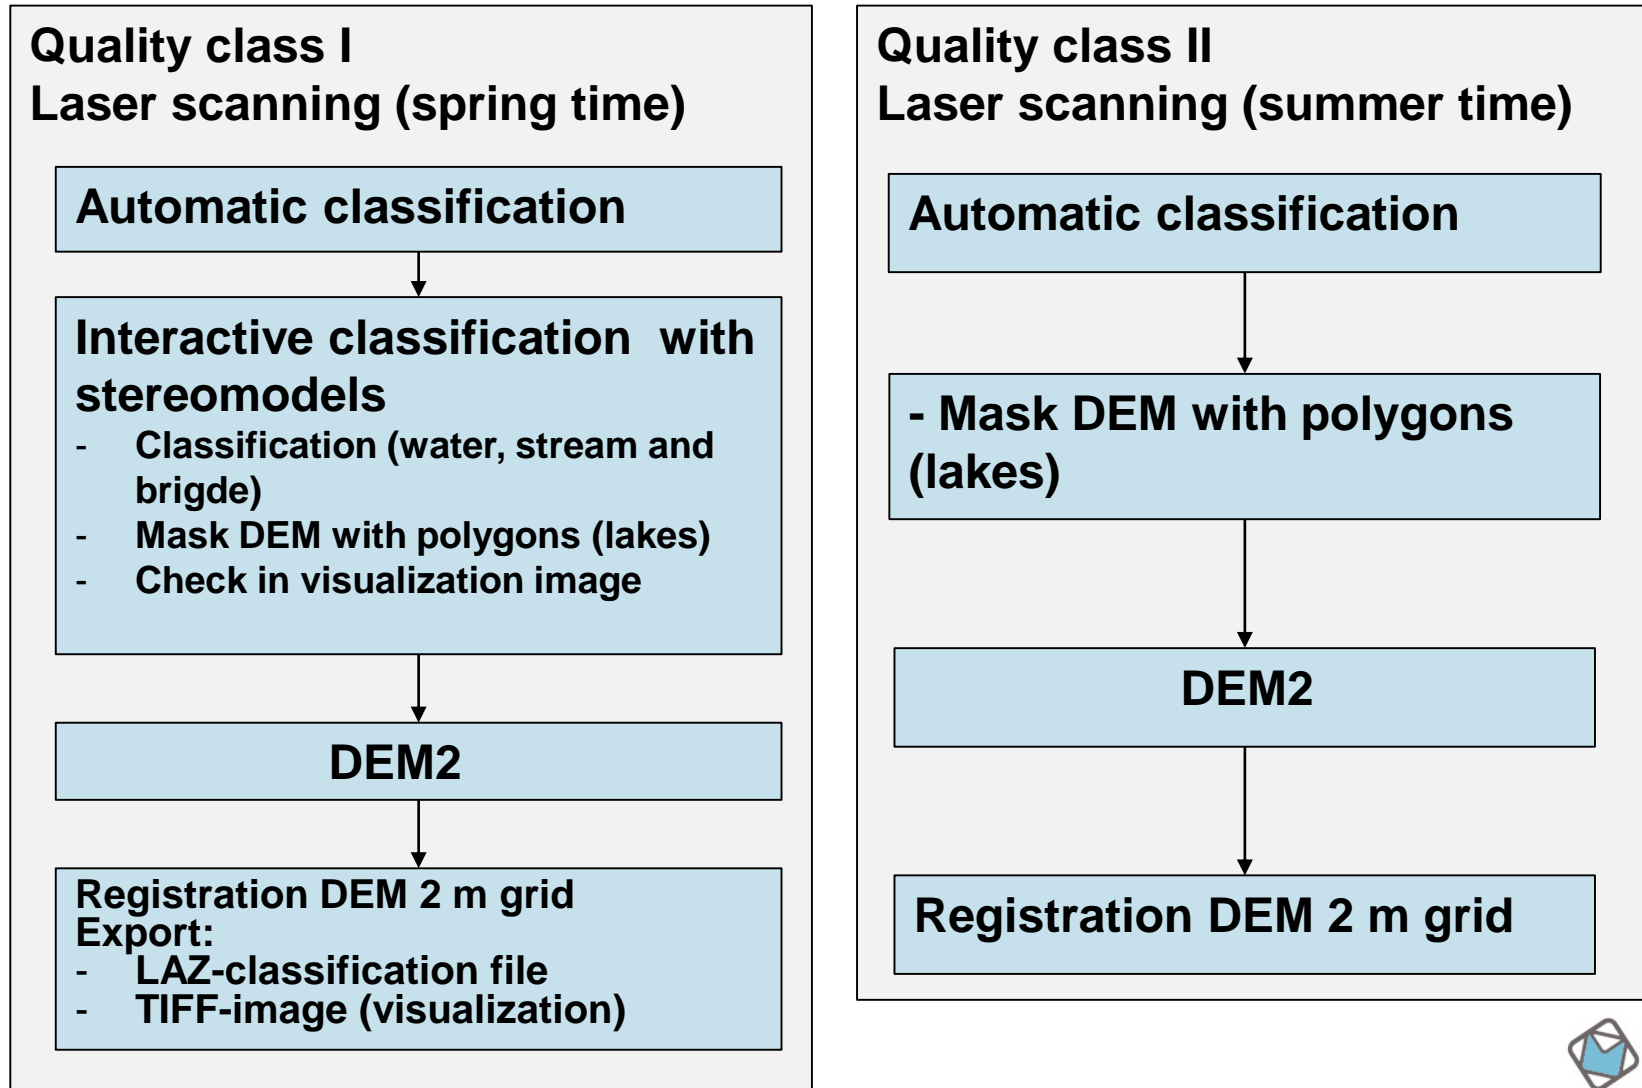 Quality class I
Laser scanning (spring time)
Automatic classification
Interactive classification  with
stereomodels
- Classification (water, stream and
brigde)
- Mask DEM with polygons (lakes)
- Check in visualization image
DEM2
Registration DEM 2 m grid
Export:
- LAZ-classification file
- TIFF-image (visualization)
Quality class II
Laser scanning (summer time)
Automatic classification
- Mask DEM with polygons
(lakes)
DEM2
Registration DEM 2 m grid